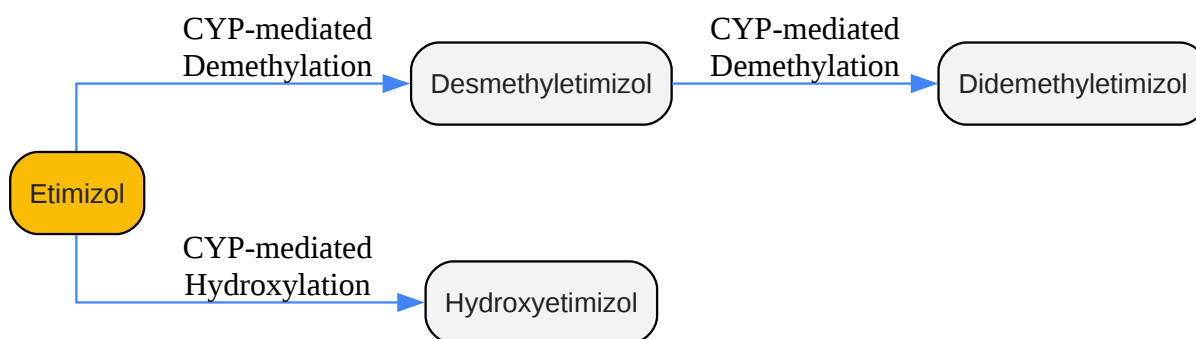 CYP-mediated
Demethylation
Desmethyletimizol
CYP-mediated
Demethylation
Didemethyletimizol
Etimizol
CYP-mediated
Hydroxylation
Hydroxyetimizol